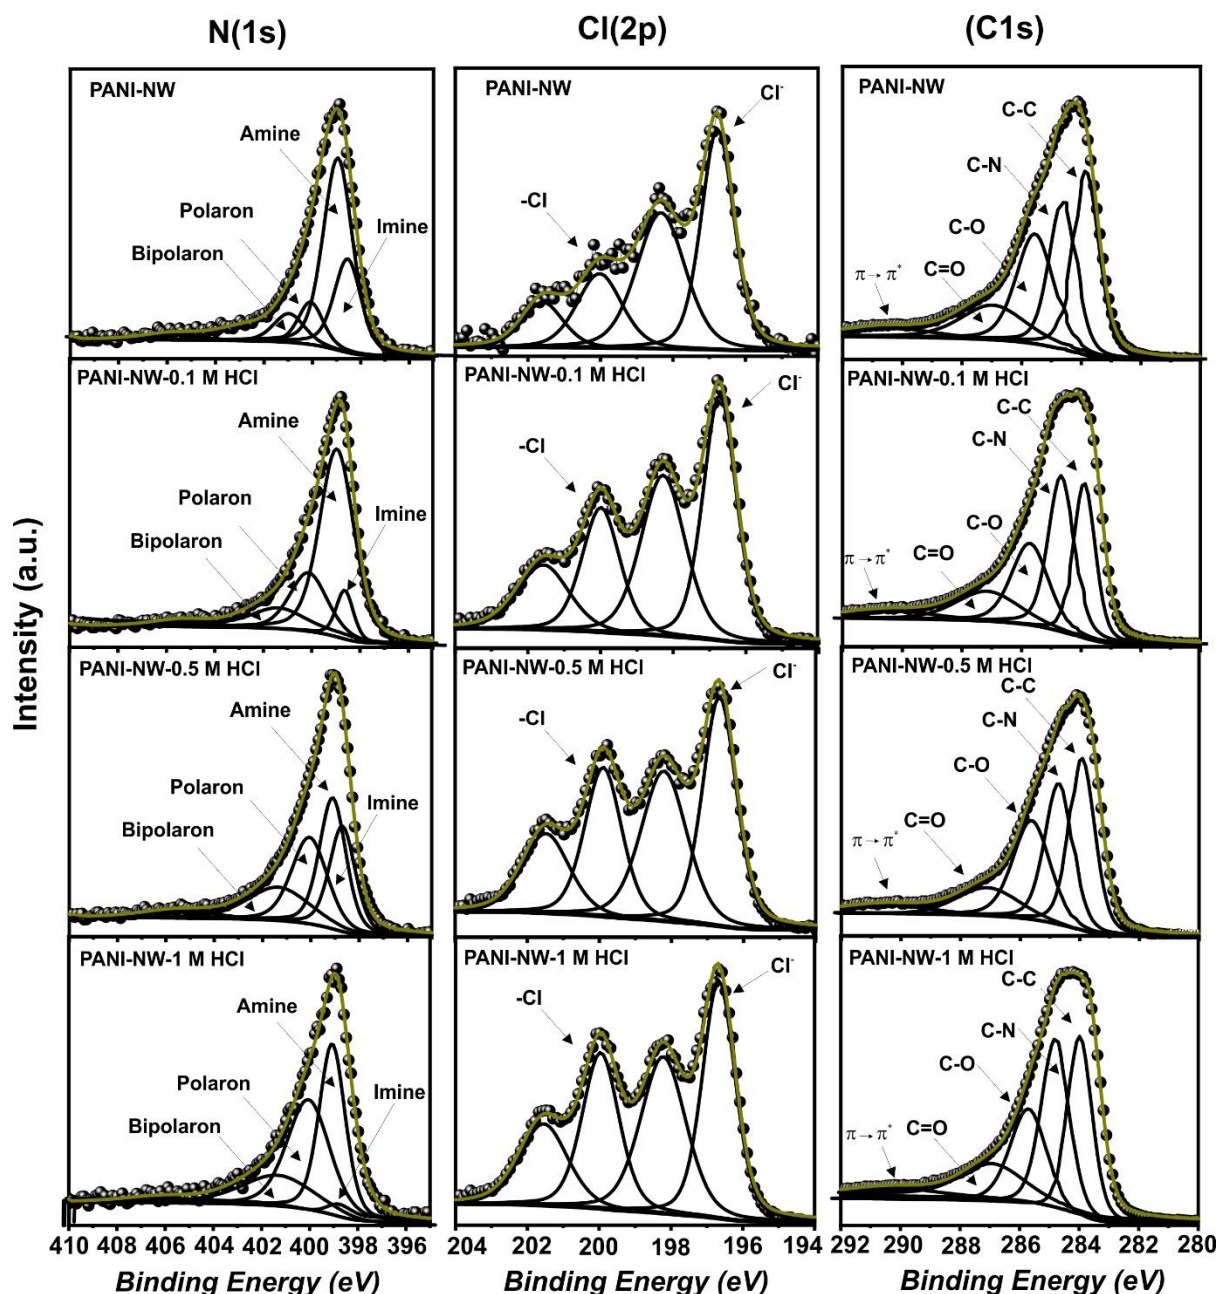 N(1s)
Cl(2p)
(C1s)
Intensity (a.u.)
PANI-NW
Amine
Polaron
Bipolaron
Imine
PANI-NW
Cl-
-Cl
PANI-NW
C-C
C-N
C-O
C=O
π→π*
PANI-NW-0.1 M HCl
Amine
Polaron
Bipolaron
Imine
PANI-NW-0.1 M HCl
Cl-
-Cl
PANI-NW-0.1 M HCl
C-C
C-N
C-O
C=O
π→π*
PANI-NW-0.5 M HCl
Amine
Polaron
Bipolaron
Imine
PANI-NW-0.5 M HCl
Cl-
-Cl
PANI-NW-0.5 M HCl
C-C
C-N
C-O
C=O
π→π*
PANI-NW-1 M HCl
Amine
Polaron
Bipolaron
Imine
PANI-NW-1 M HCl
Cl-
-Cl
PANI-NW-1 M HCl
C-C
C-N
C-O
C=O
π→π*
410 408 406 404 402 400 398 396
204 202 200 198 196 194
292 290 288 286 284 282 280
Binding Energy (eV)
Binding Energy (eV)
Binding Energy (eV)